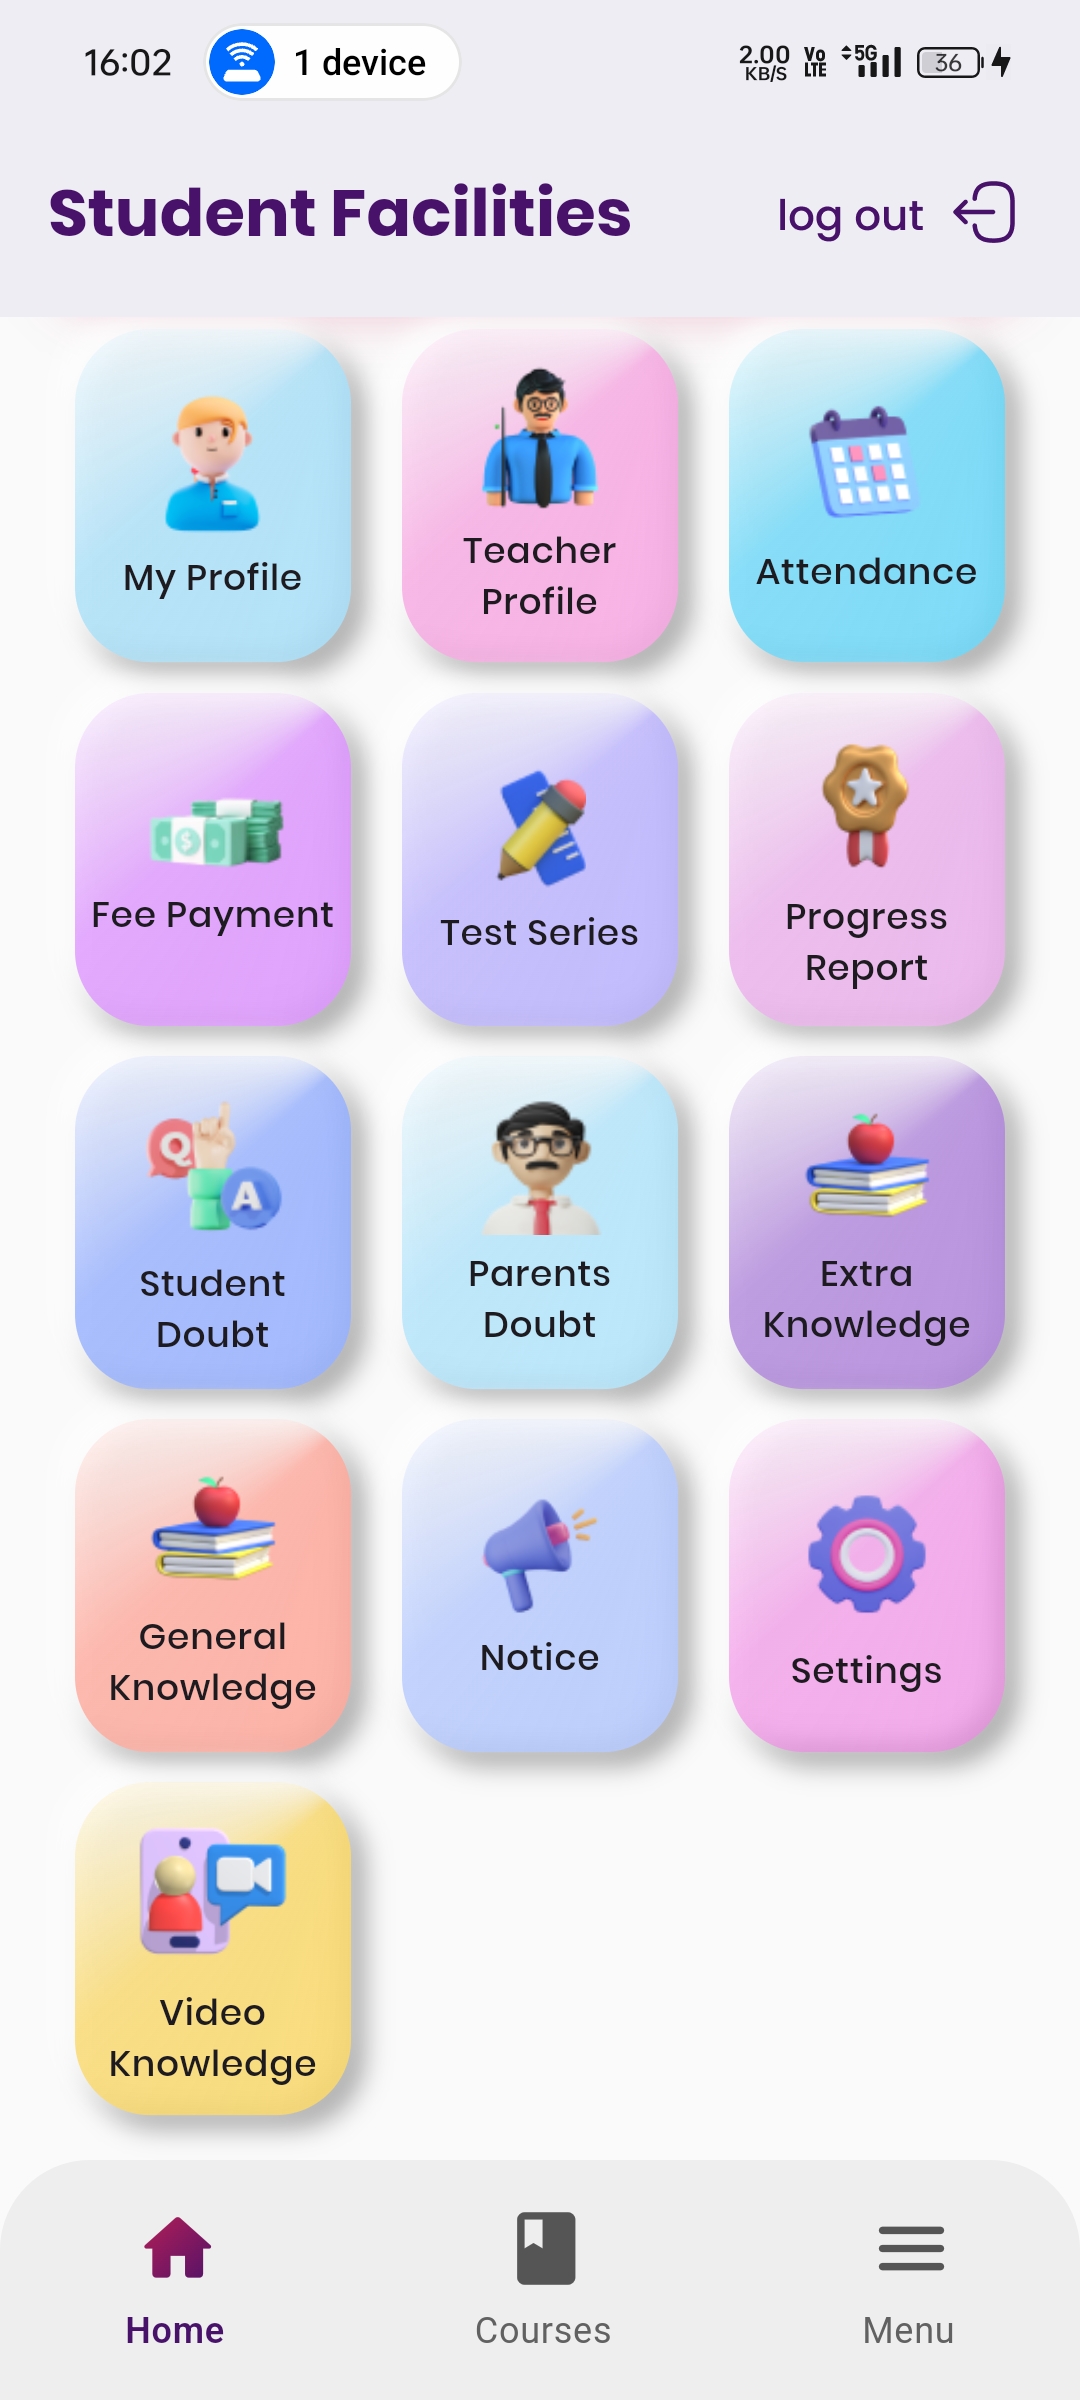 16:02
1 device
2.00
KB/S
Vo
LTE
5G
36
Student Facilities
log out
My Profile
Teacher
Profile
Attendance
Fee Payment
Test Series
Progress
Report
Q
A
Student
Doubt
Parents
Doubt
Extra
Knowledge
General
Knowledge
Notice
Settings
Video
Knowledge
Home
Courses
Menu